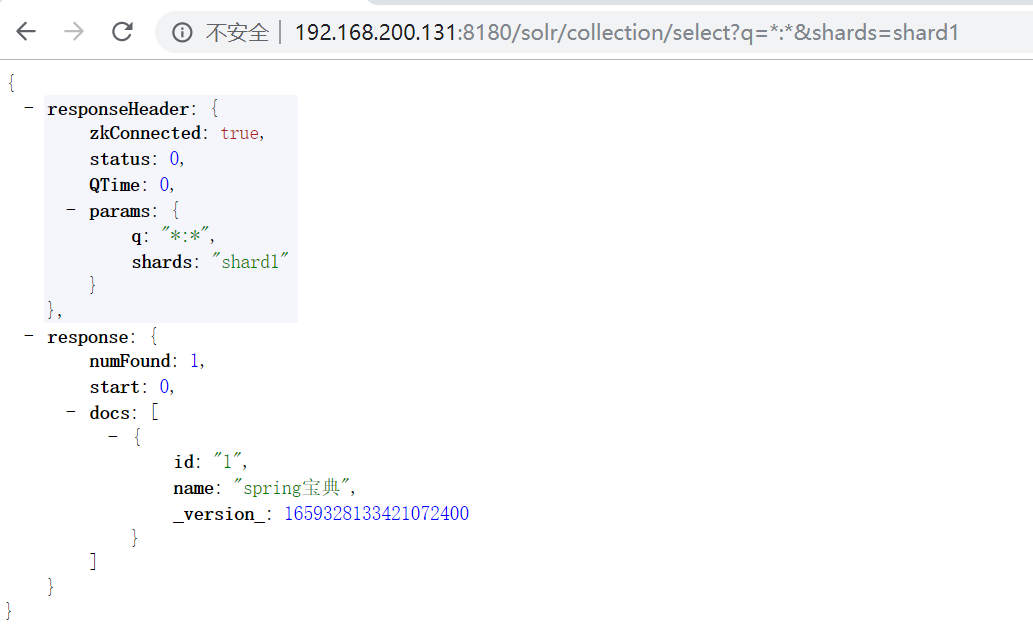 不安全 | 192.168.200.131:8180/solr/collection/select?q=*:*&shards=shard1
{
- responseHeader: {
zkConnected: true,
status: 0,
QTime: 0,
- params: {
q: "*:*",
shards: "shard1"
}
},
- response: {
numFound: 1,
start: 0,
- docs: [
- {
id: "1",
name: "spring宝典",
_version_: 1659328133421072400
}
]
}
}